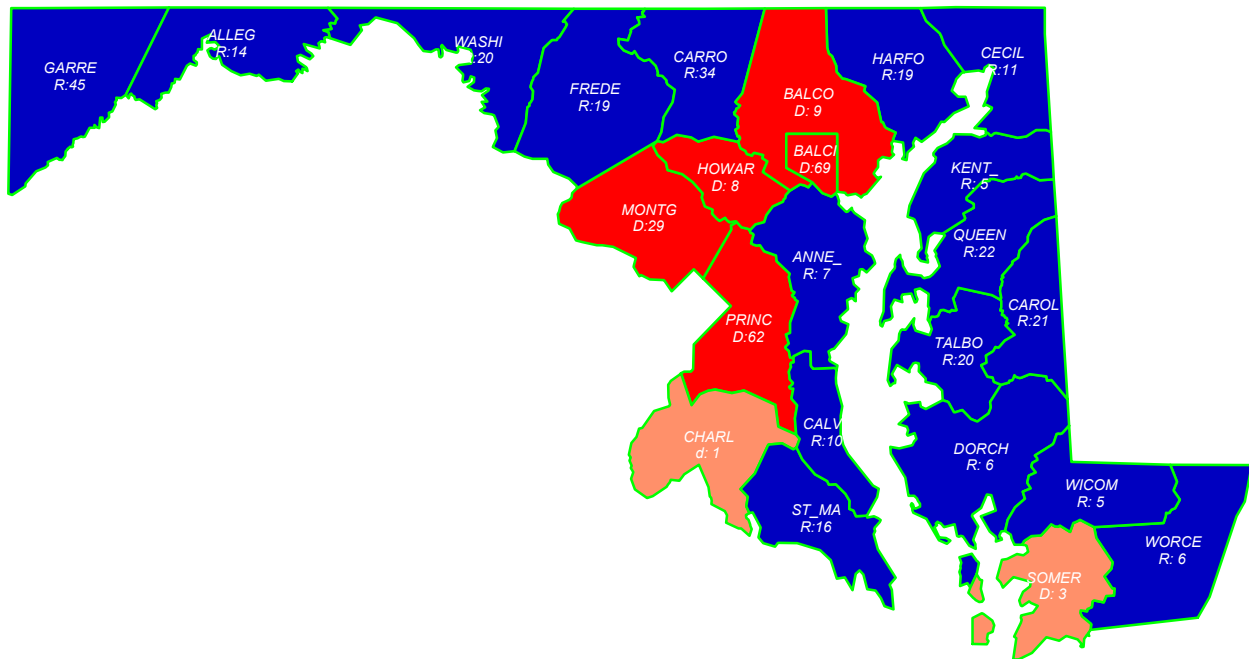 GARRE
R:45
ALLEG
R:14
WASHI
R:20
FREDE
R:19
CARRO
R:34
BALCO
D: 9
HARFO
R:19
CECIL
R:11
BALCI
D:69
HOWAR
D: 8
MONTG
D:29
KENT_
R: 5
QUEEN
R:22
ANNE_
R: 7
CAROL
R:21
PRINC
D:62
TALBO
R:20
CHARL
d: 1
CALV
R:10
DORCH
R: 6
ST_MA
R:16
WICOM
R: 5
WORCE
R: 6
SOMER
D: 3